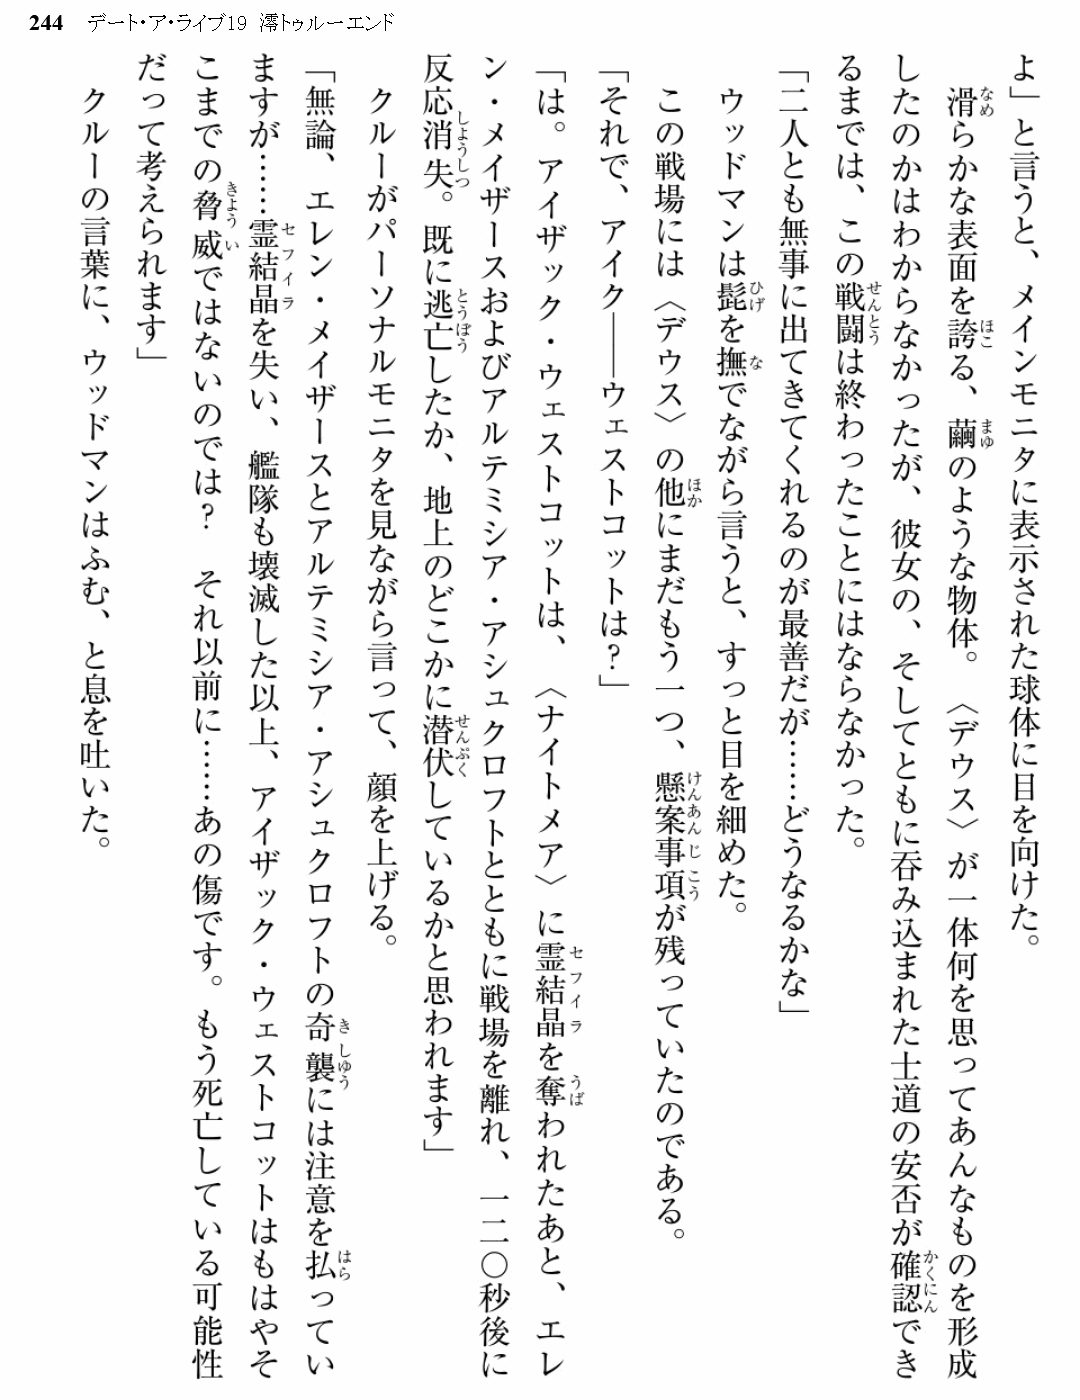 244 デート・ア・ライブ19 澪トゥルーエンド
よ」と言うと、メインモニタに表示された球体に目を向けた。
滑らかな表面を誇る、繭のような物体。〈デウス〉が一体何を思ってあんなものを形成
したのかはわからなかったが、彼女の、そしてともに呑み込まれた士道の安否が確認でき
るまでは、この戦闘は終わったことにはならなかった。
「二人とも無事に出てきてくれるのが最善だが……どうなるかな」
ウッドマンは髭を撫でながら言うと、すっと目を細めた。
この戦場には〈デウス〉の他にまだもう一つ、懸案事項が残っていたのである。
「それで、アイク――ウェストコットは?」
「は。アイザック・ウェストコットは、〈ナイトメア〉に霊結晶を奪われたあと、エレ
ン・メイザースおよびアルテミシア・アシュクロフトとともに戦場を離れ、一二〇秒後に
反応消失。既に逃亡したか、地上のどこかに潜伏しているかと思われます」
クルーがパーソナルモニタを見ながら言って、顔を上げる。
「無論、エレン・メイザースとアルテミシア・アシュクロフトの奇襲には注意を払ってい
ますが……霊結晶を失い、艦隊も壊滅した以上、アイザック・ウェストコットはもはやそ
こまでの脅威ではないのでは? それ以前に……あの傷です。もう死亡している可能性
だって考えられます」
クルーの言葉に、ウッドマンはふむ、と息を吐いた。